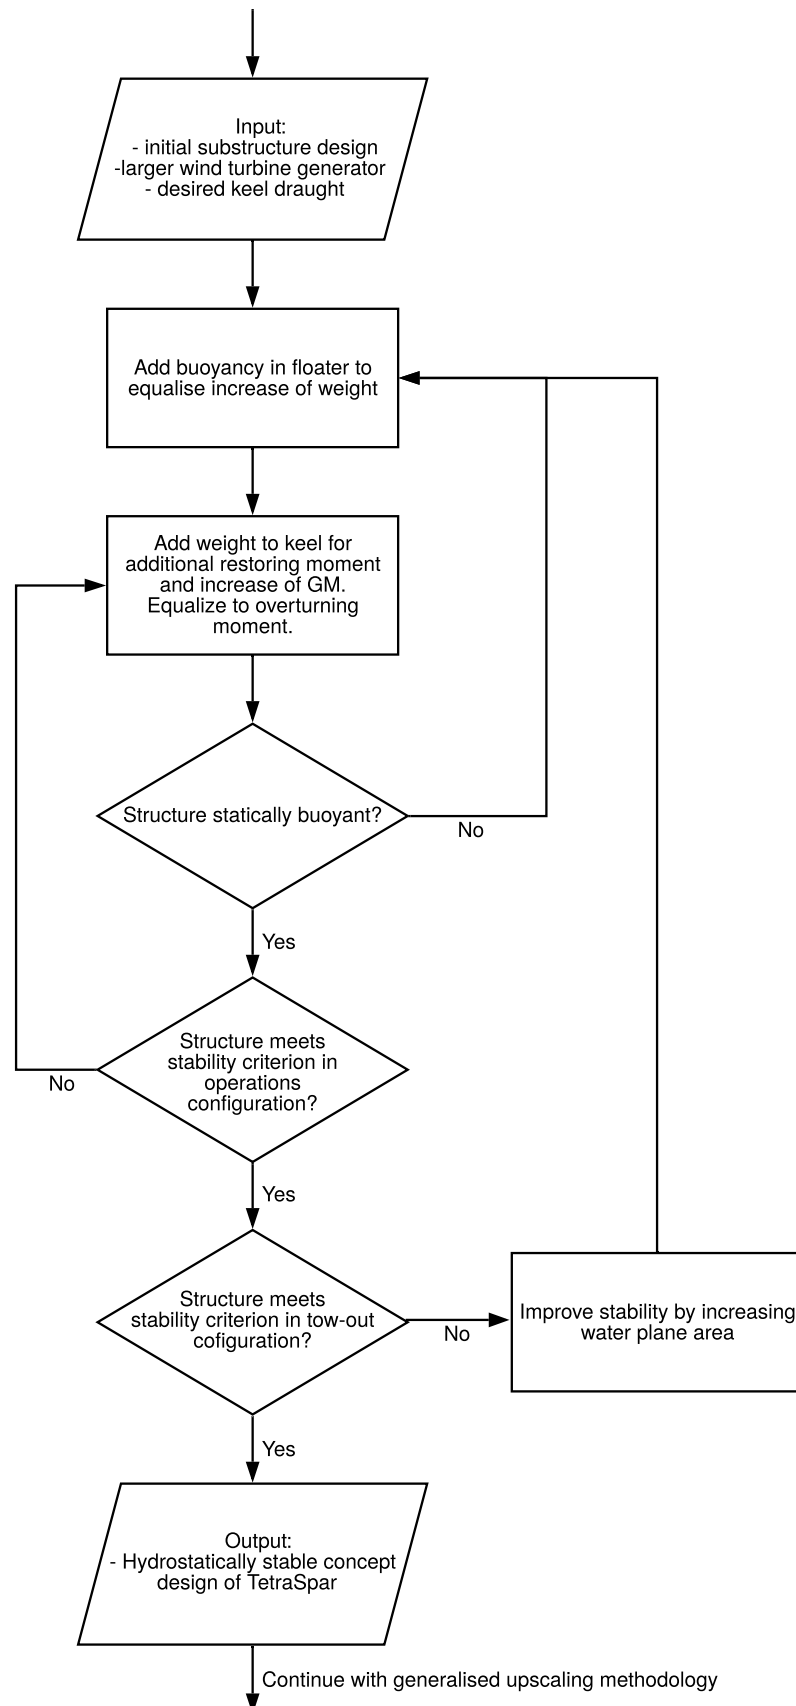 Input:
- initial substructure design
-larger wind turbine generator
- desired keel draught
Add buoyancy in floater to
equalise increase of weight
Add weight to keel for
additional restoring moment
and increase of GM.
Equalize to overturning
moment.
Structure statically buoyant?
No
Yes
Structure meets
stability criterion in
operations
configuration?
No
Yes
Structure meets
stability criterion in tow-out
cofiguration?
No
Improve stability by increasing
water plane area
Yes
Output:
- Hydrostatically stable concept
design of TetraSpar
Continue with generalised upscaling methodology